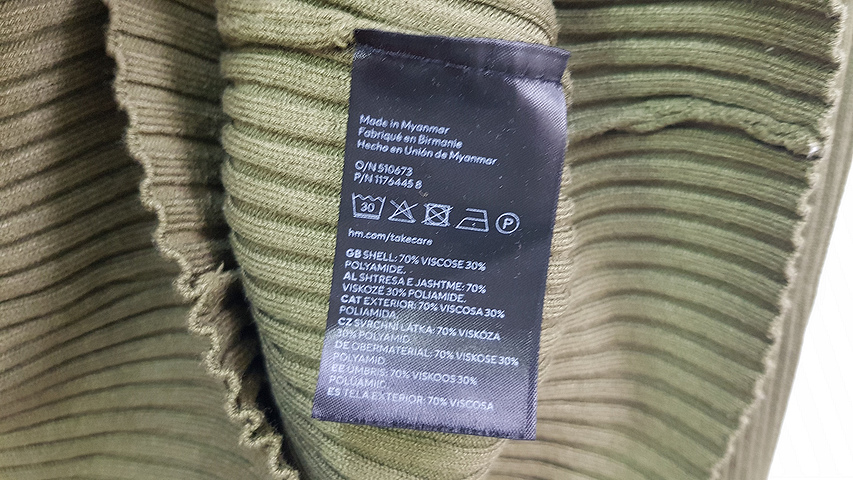 Made in Myanmar
Fabriqué en Birmanie
Hecho en Unión de Myanmar
O/N 510673
P/N 1176445 8
30
P
hm.com/takecare
GB SHELL: 70% VISCOSE 30%
POLYAMIDE.
AL SHTRESA E JASHTME: 70%
VISKOZË 30% POLIAMIDE.
CAT EXTERIOR: 70% VISCOSA 30%
POLIAMIDA.
CZ SVRCHNÍ LÁTKA: 70% VISKÓZA
30% POLYAMID.
DE OBERMATERIAL: 70% VISKOSE 30%
POLYAMID.
EE ÜMBRIS: 70% VISKOOS 30%
POLÜAMIID.
ES TELA EXTERIOR: 70% VISCOSA